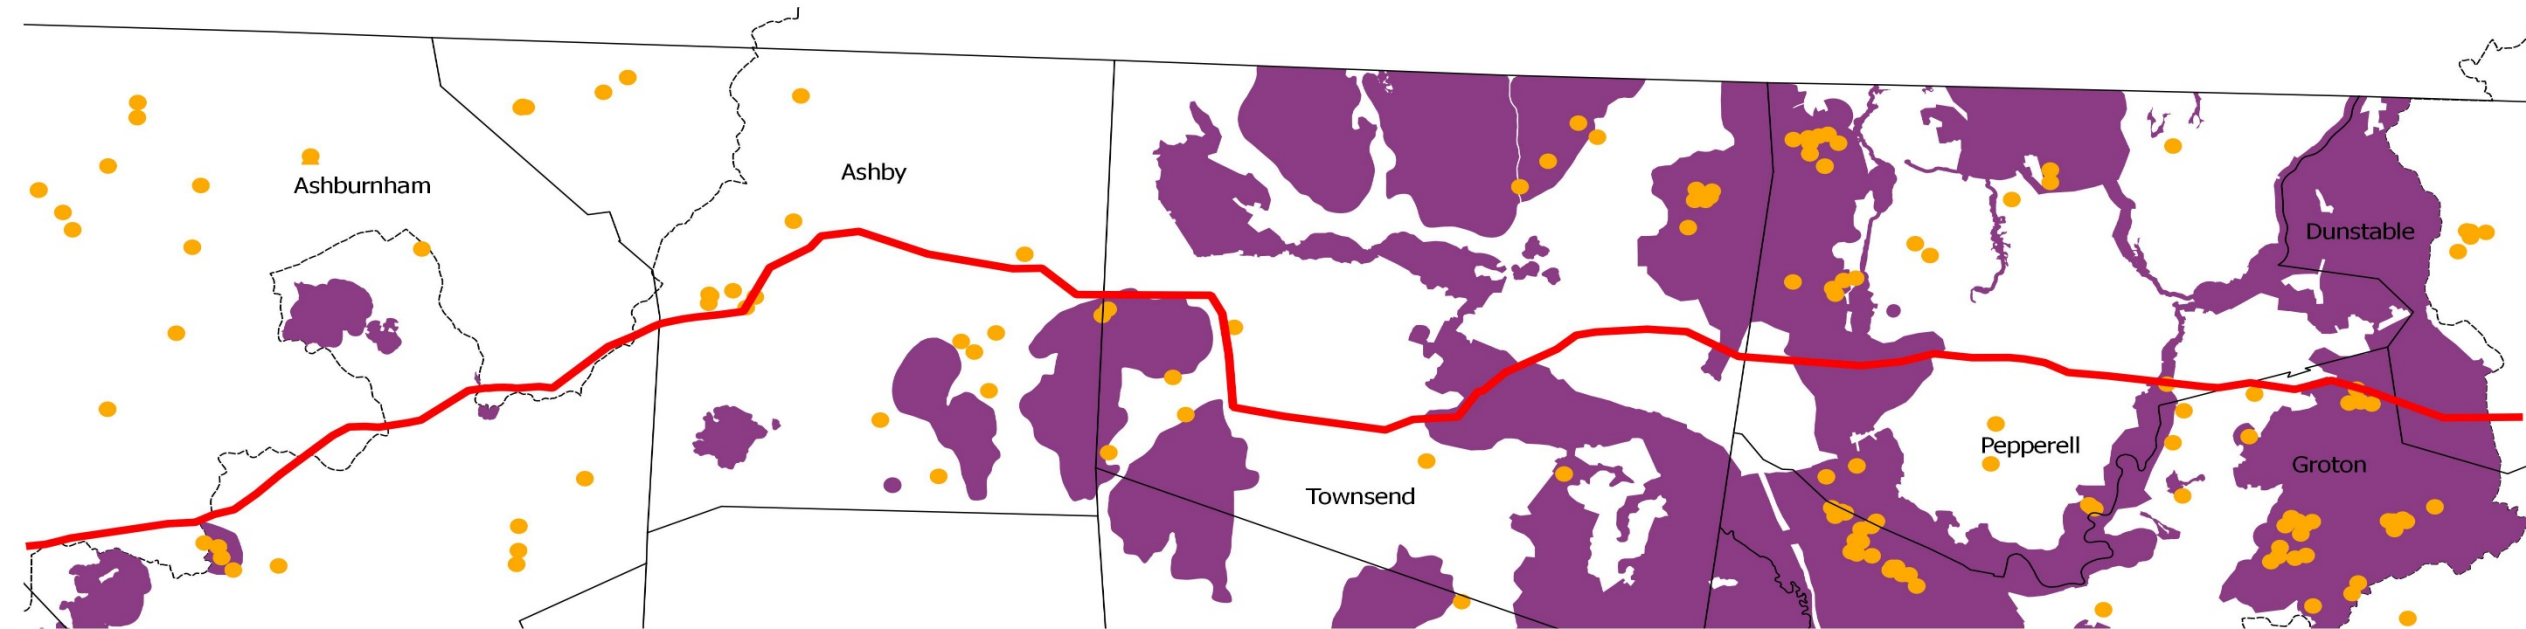 Ashburnham
Ashby
Townsend
Pepperell
Dunstable
Groton